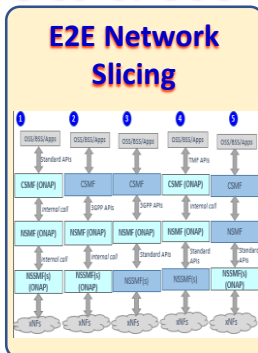 E2E Network
Slicing
1 2 3 4 5
OSS/BSS/Apps OSS/BSS/Apps OSS/BSS/Apps OSS/BSS/Apps OSS/BSS/Apps
Standard APIs TMF APIs
CSMF (ONAP) CSMF CSMF CSMF (ONAP) CSMF
Internal call 3GPP APIs 3GPP APIs Internal call
NSMF (ONAP) NSMF (ONAP) NSMF (ONAP) NSMF (ONAP) NSMF
Internal call Internal call Standard APIs Standard APIs Standard APIs
NSSMF(s) (ONAP) NSSMF(s) (ONAP) NSSMF(s) NSSMF(s) NSSMF(s) (ONAP)
xNFs xNFs xNFs xNFs xNFs